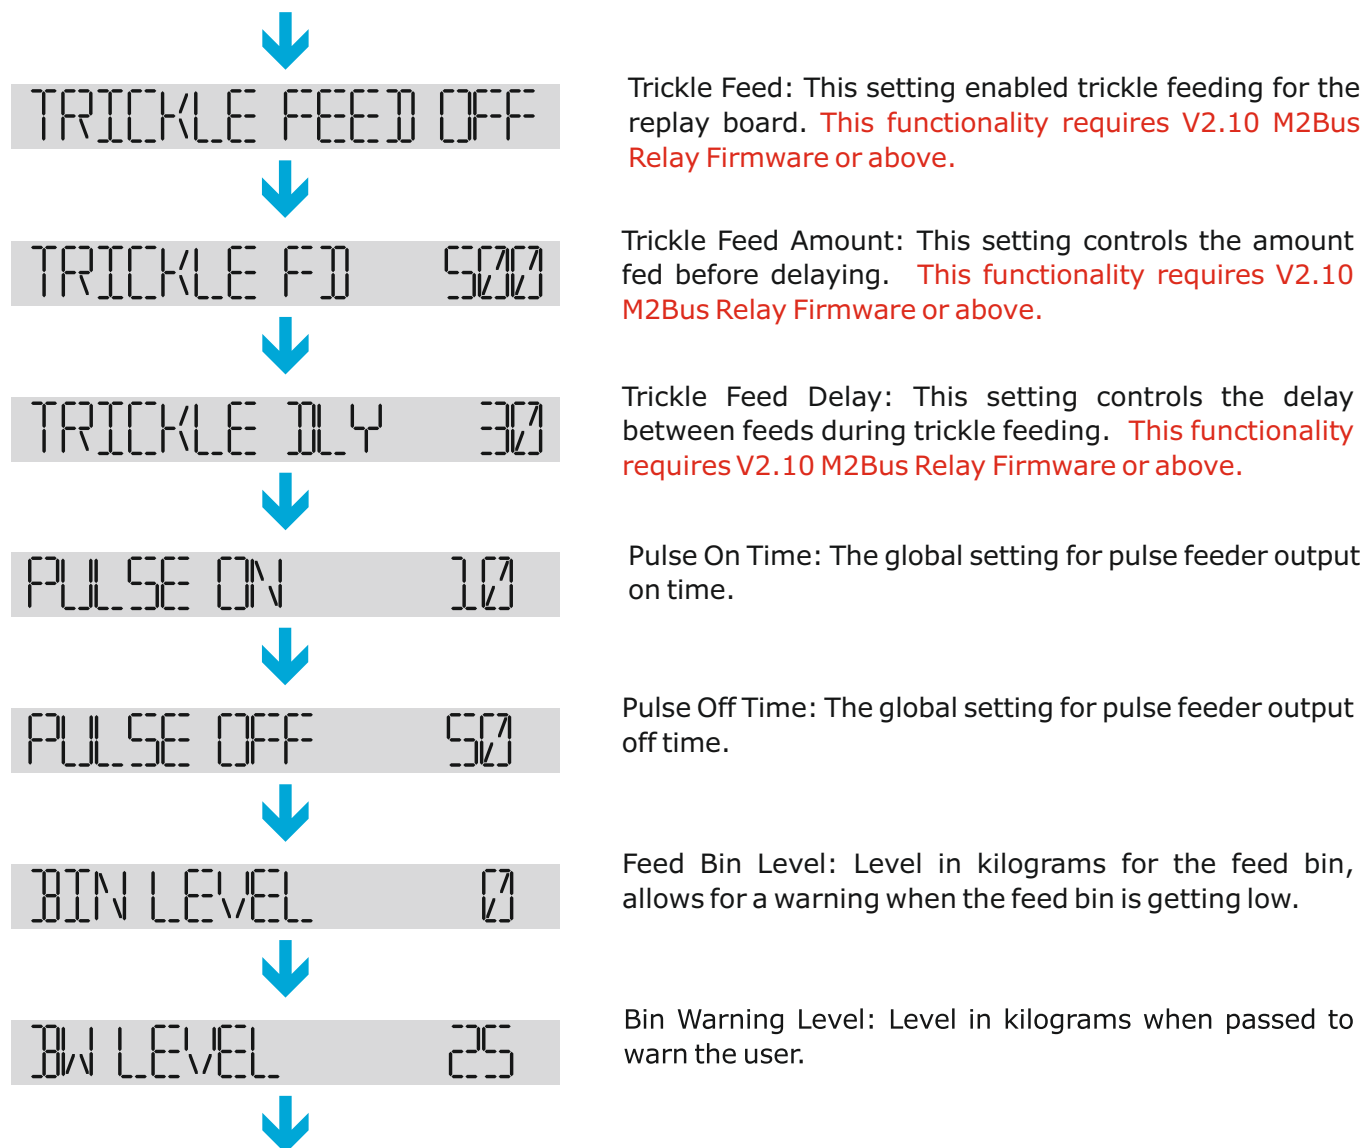 TRICKLE FEED OFF
Trickle Feed: This setting enabled trickle feeding for the
replay board. This functionality requires V2.10 M2Bus
Relay Firmware or above.
TRICKLE FD 500
Trickle Feed Amount: This setting controls the amount
fed before delaying. This functionality requires V2.10
M2Bus Relay Firmware or above.
TRICKLE DLY 30
Trickle Feed Delay: This setting controls the delay
between feeds during trickle feeding. This functionality
requires V2.10 M2Bus Relay Firmware or above.
PULSE ON 10
Pulse On Time: The global setting for pulse feeder output
on time.
PULSE OFF 50
Pulse Off Time: The global setting for pulse feeder output
off time.
BIN LEVEL 0
Feed Bin Level: Level in kilograms for the feed bin,
allows for a warning when the feed bin is getting low.
BW LEVEL 25
Bin Warning Level: Level in kilograms when passed to
warn the user.